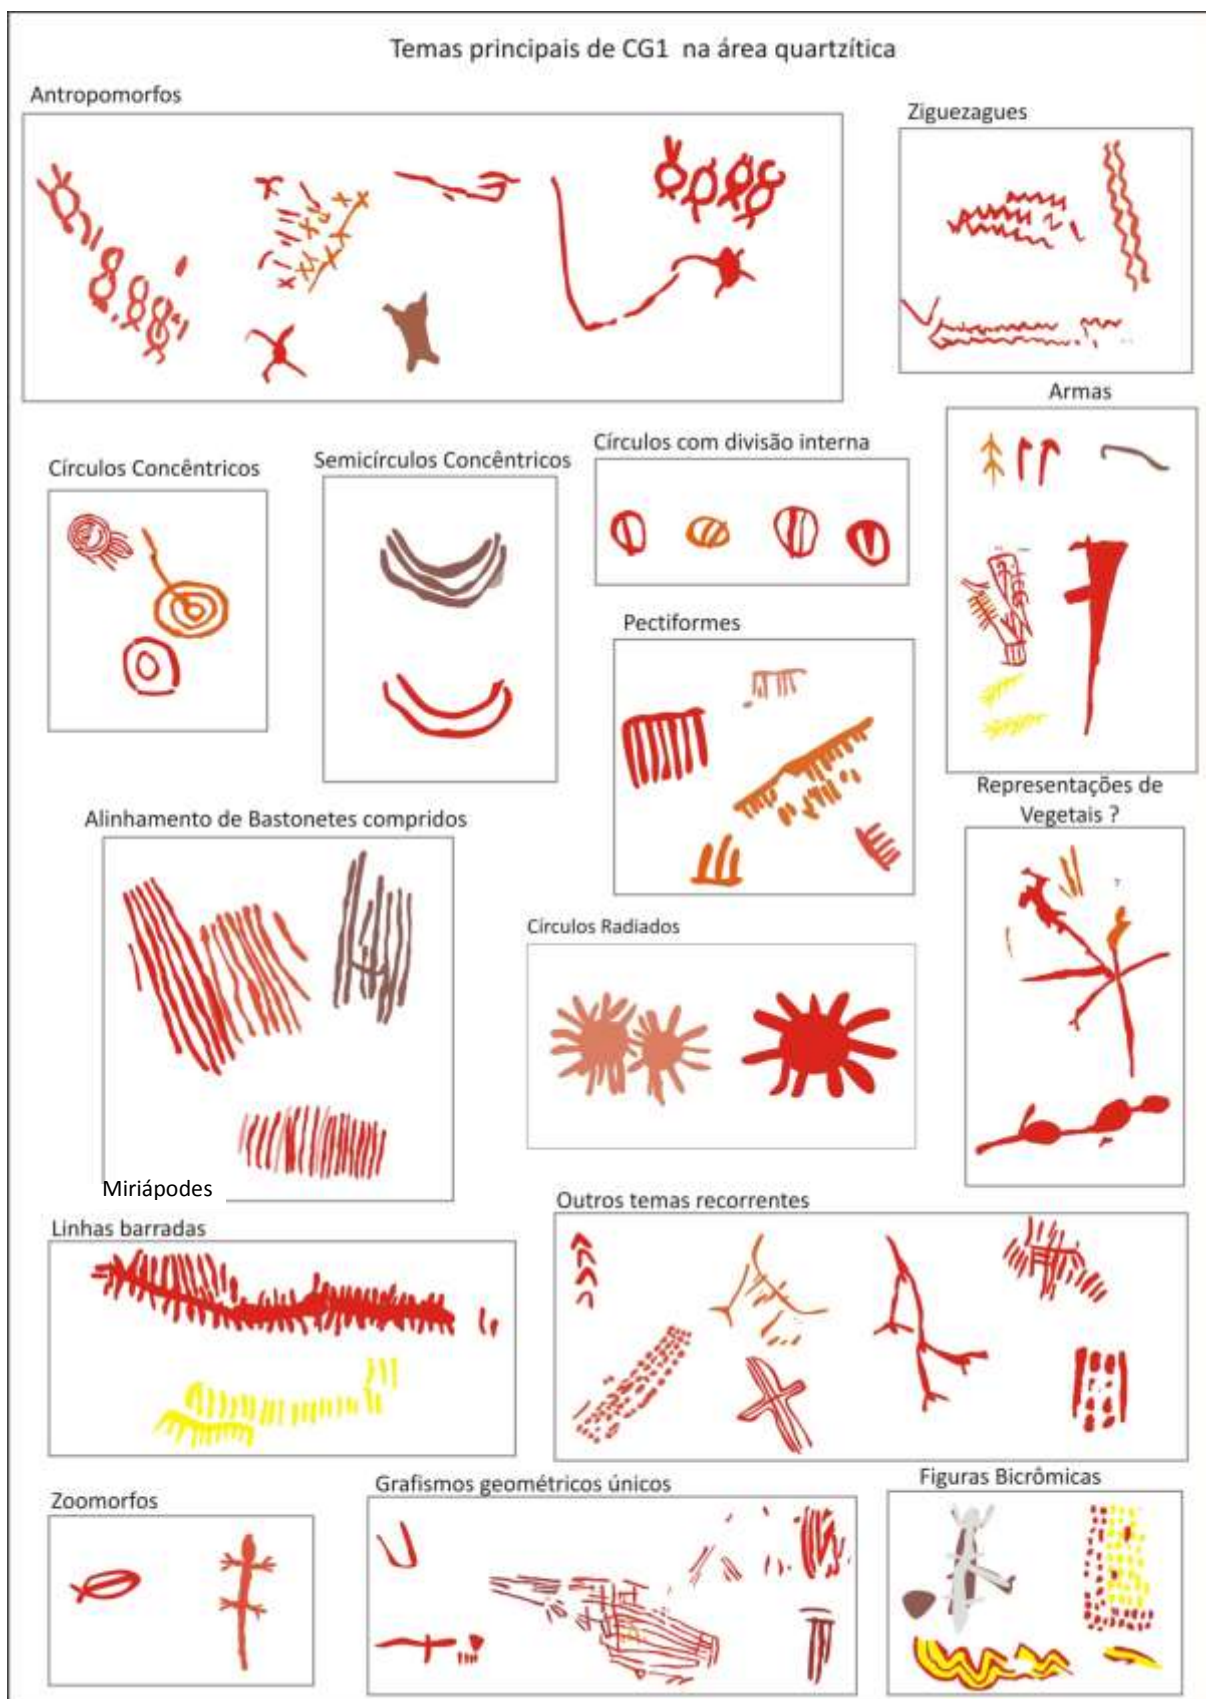 Temas principais de CG1 na área quartzítica
Antropomorfos
Ziguezagues
Armas
Círculos Concêntricos
Semicírculos Concêntricos
Círculos com divisão interna
Pectiformes
Representações de
Vegetais ?
Alinhamento de Bastonetes compridos
Círculos Radiados
Miriápodes
Linhas barradas
Outros temas recorrentes
Zoomorfos
Grafismos geométricos únicos
Figuras Bicrômicas